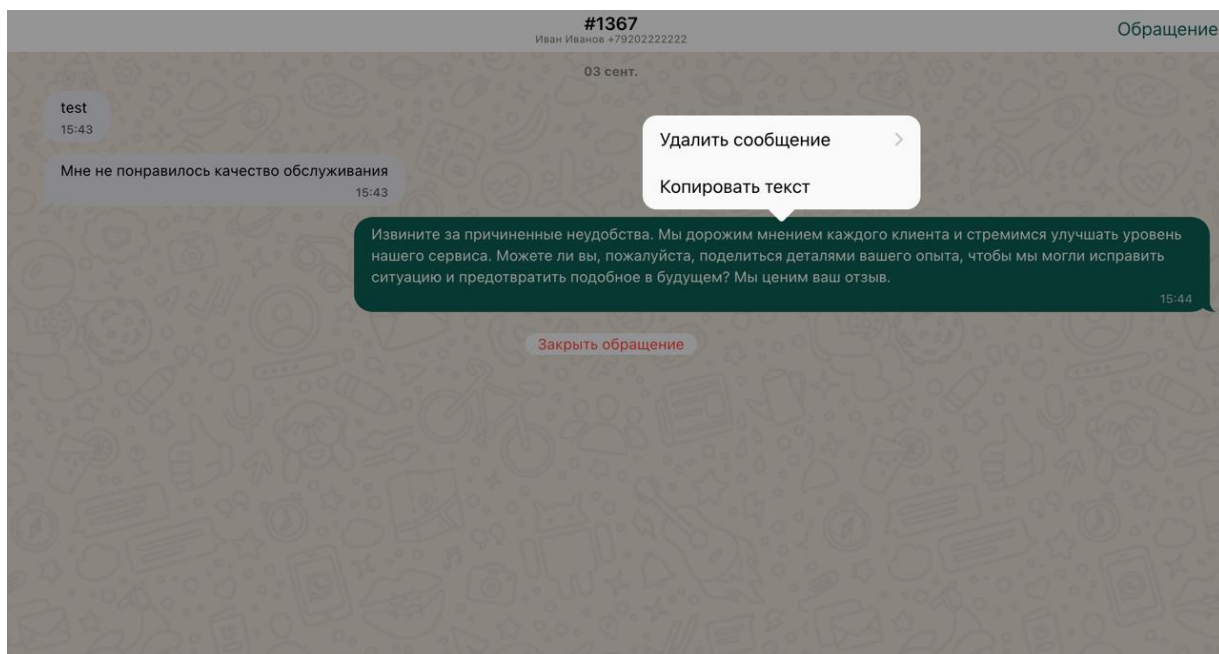 #1367
Иван Иванов +79202222222
Обращение
03 сент.
test
15:43
Мне не понравилось качество обслуживания
15:43
Удалить сообщение
Копировать текст
Извините за причиненные неудобства. Мы дорожим мнением каждого клиента и стремимся улучшать уровень
нашего сервиса. Можете ли вы, пожалуйста, поделиться деталями вашего опыта, чтобы мы могли исправить
ситуацию и предотвратить подобное в будущем? Мы ценим ваш отзыв.
15:44
Закрыть обращение